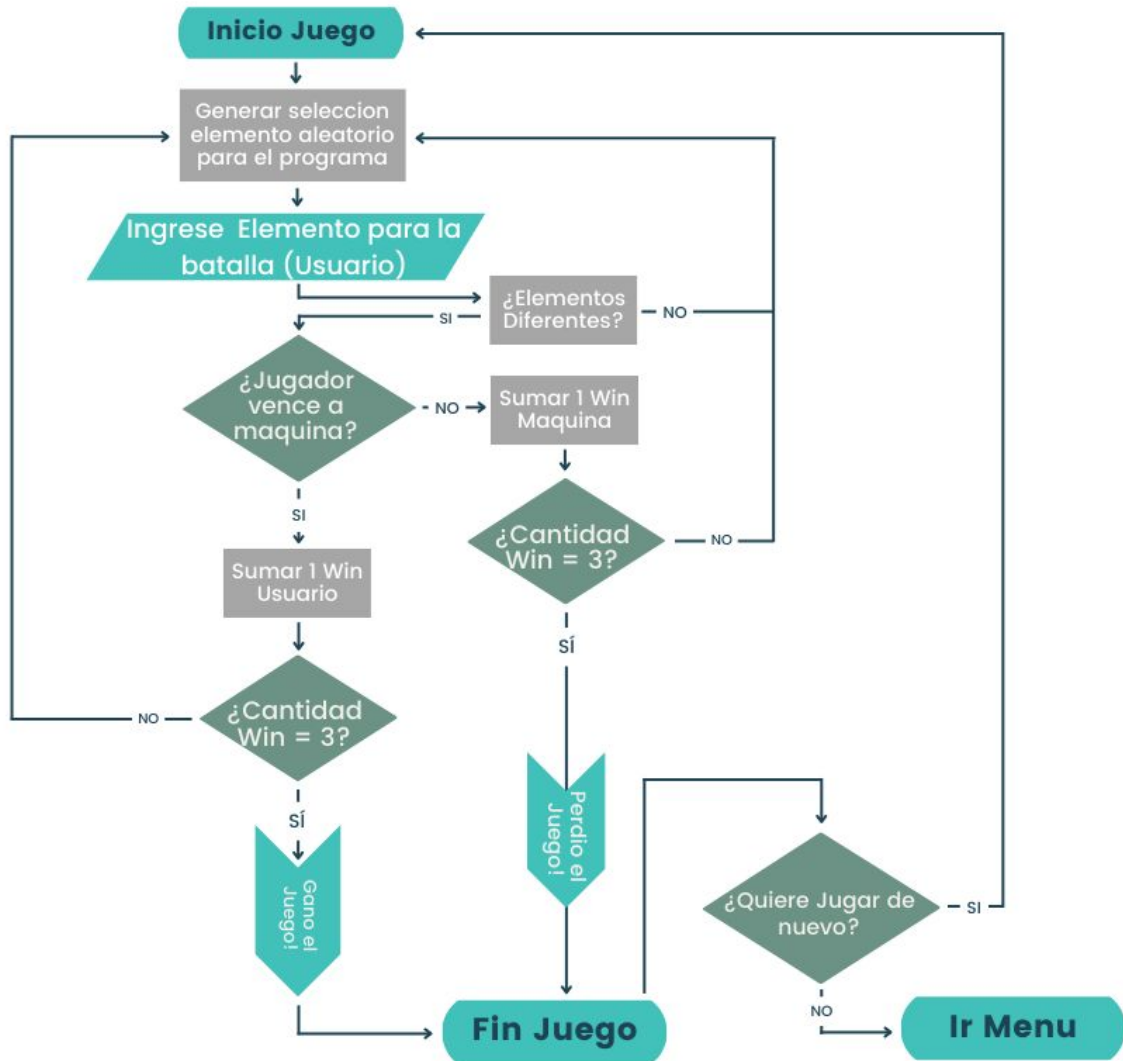 Inicio Juego
Generar seleccion
elemento aleatorio
para el programa
Ingrese Elemento para la
batalla (Usuario)
¿Elementos
Diferentes?
NO
SI
¿Jugador
vence a
maquina?
NO
Sumar 1 Win
Maquina
SI
¿Cantidad
Win = 3?
NO
Sumar 1 Win
Usuario
SÍ
¿Cantidad
Win = 3?
NO
SÍ
Perdio el
Juego!
Gano el
Juego!
¿Quiere Jugar de
nuevo?
SI
NO
Fin Juego
Ir Menu